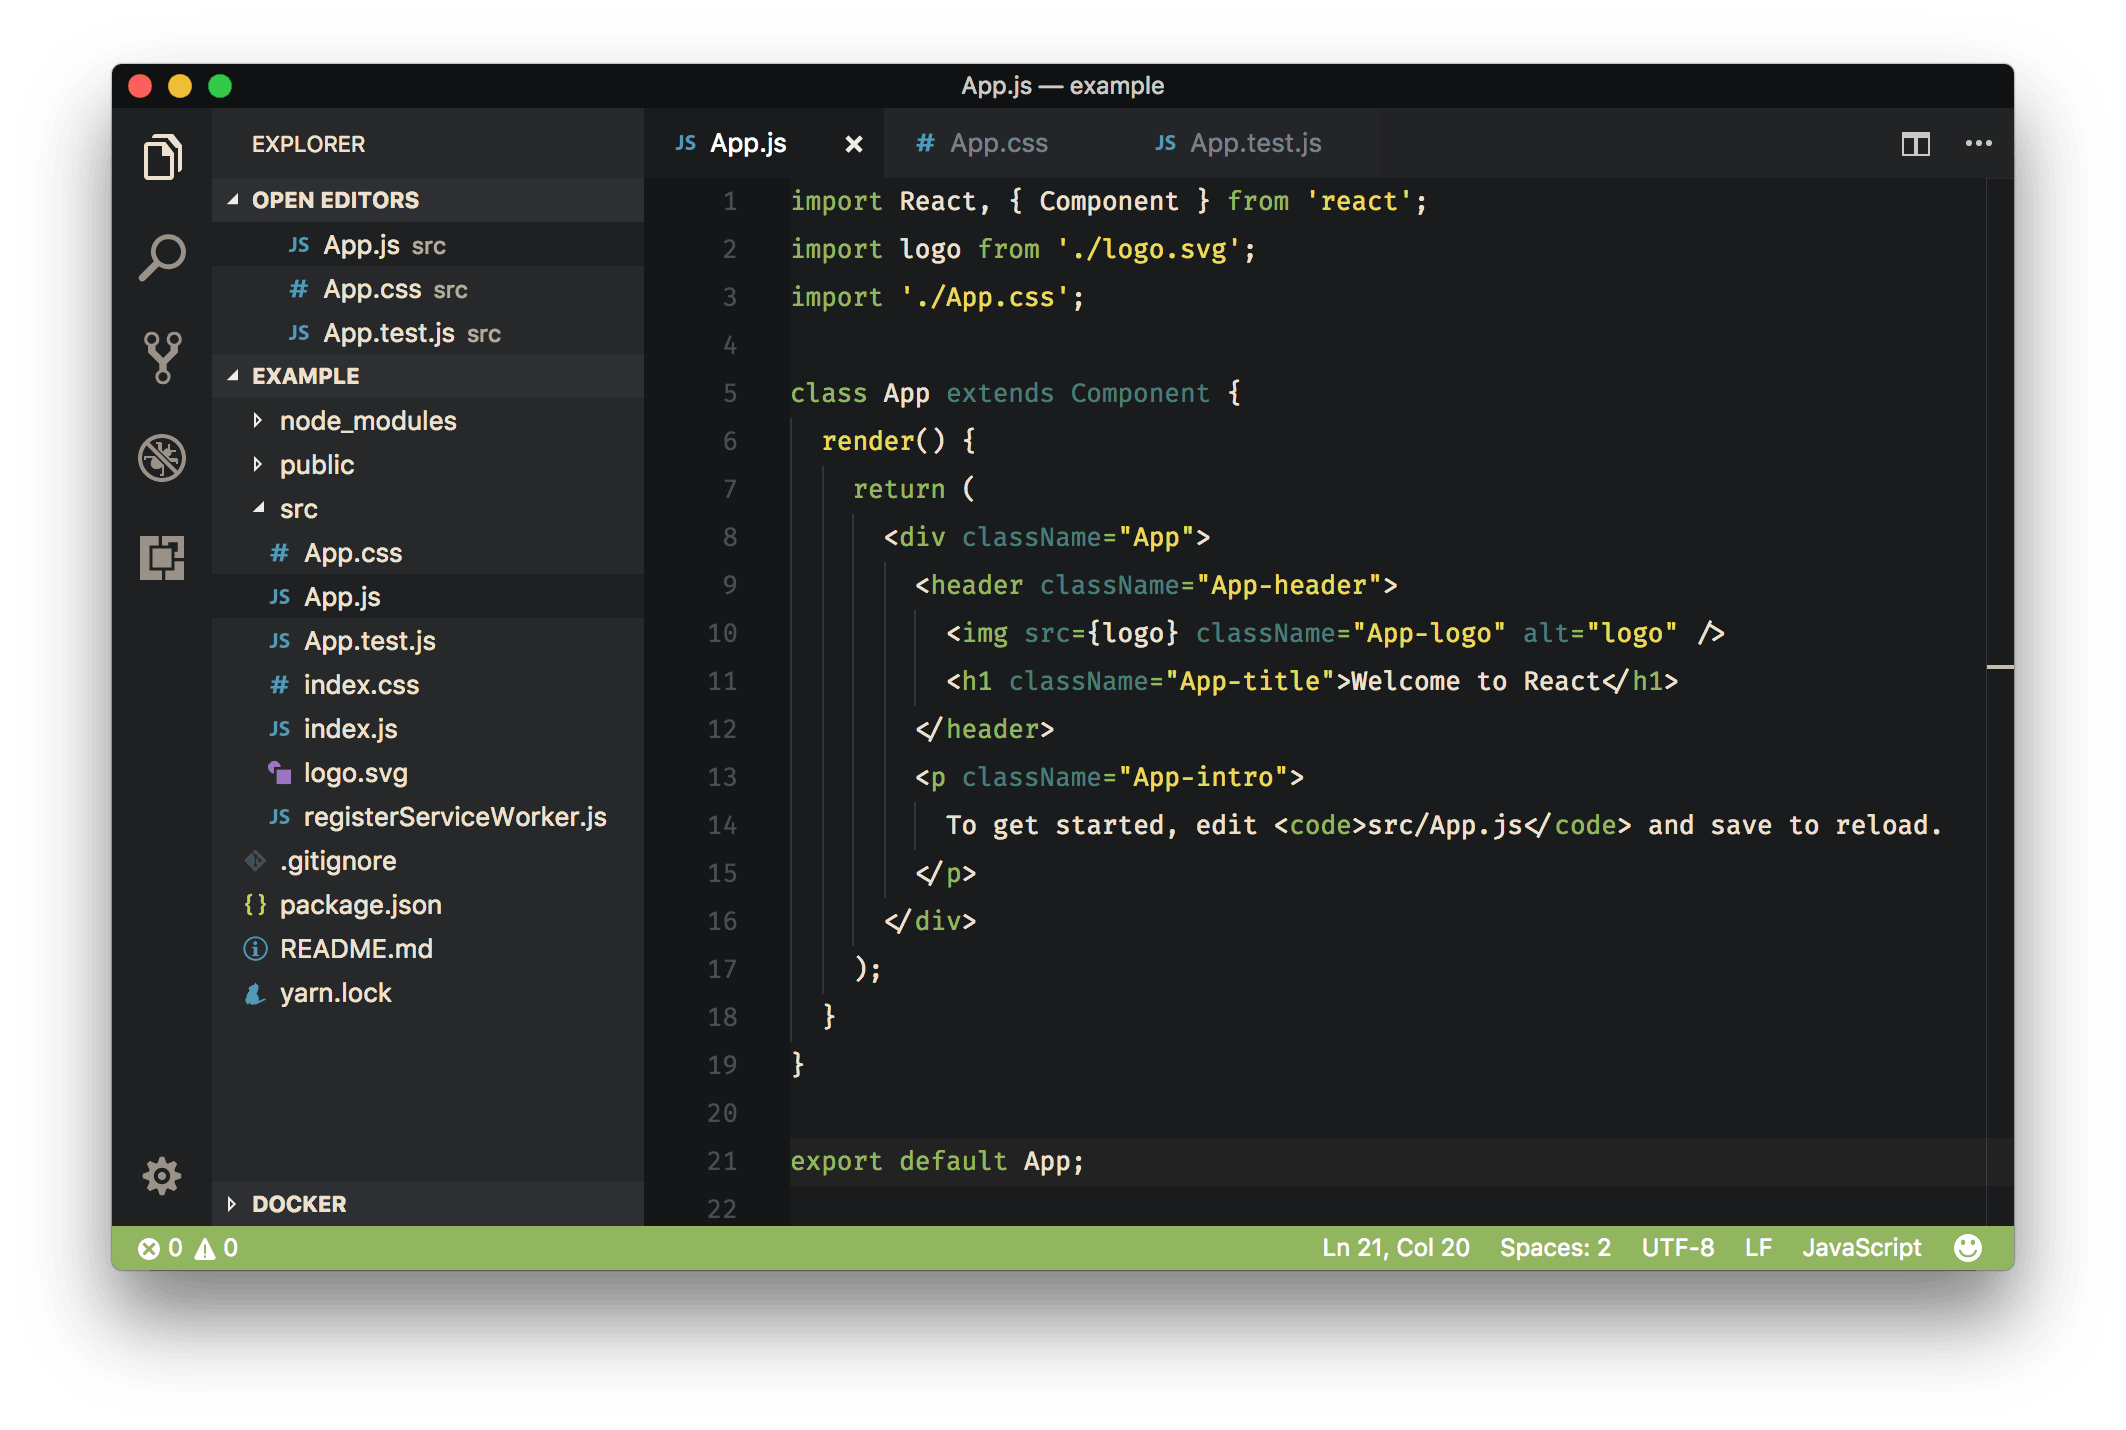 App.js — example
EXPLORER
OPEN EDITORS
JS App.js src
# App.css src
JS App.test.js src
EXAMPLE
node_modules
public
src
# App.css
JS App.js
JS App.test.js
# index.css
JS index.js
logo.svg
JS registerServiceWorker.js
.gitignore
{} package.json
README.md
yarn.lock
DOCKER
JS App.js
# App.css
JS App.test.js
1 import React, { Component } from 'react';
2 import logo from './logo.svg';
3 import './App.css';
4
5 class App extends Component {
6 render() {
7 return (
8 <div className="App">
9 <header className="App-header">
10 <img src={logo} className="App-logo" alt="logo" />
11 <h1 className="App-title">Welcome to React</h1>
12 </header>
13 <p className="App-intro">
14 To get started, edit <code>src/App.js</code> and save to reload.
15 </p>
16 </div>
17 );
18 }
19 }
20
21 export default App;
22
0 0
Ln 21, Col 20 Spaces: 2 UTF-8 LF JavaScript